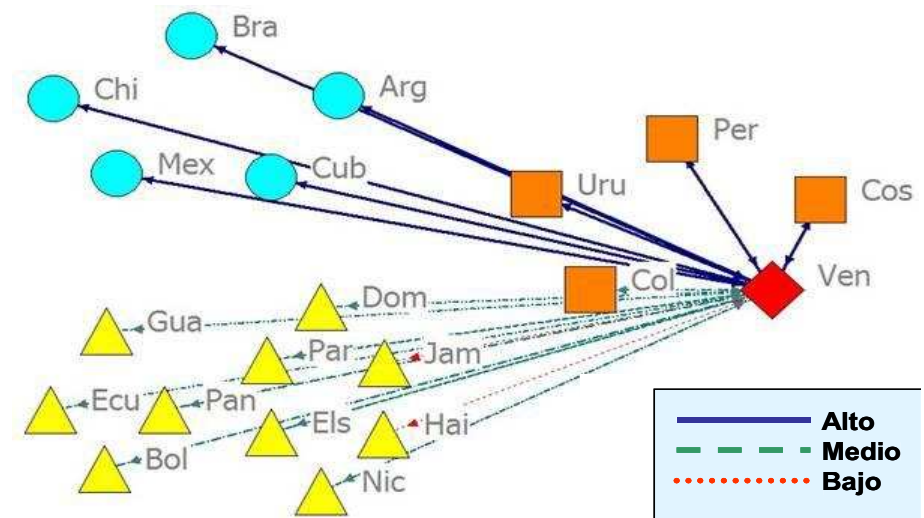 Bra
Chi
Arg
Per
Mex
Cub
Uru
Cos
Ven
Col
Dom
Gua
Par
Jam
Ecu
Pan
Els
Hai
Bol
Nic
Alto
Medio
Bajo